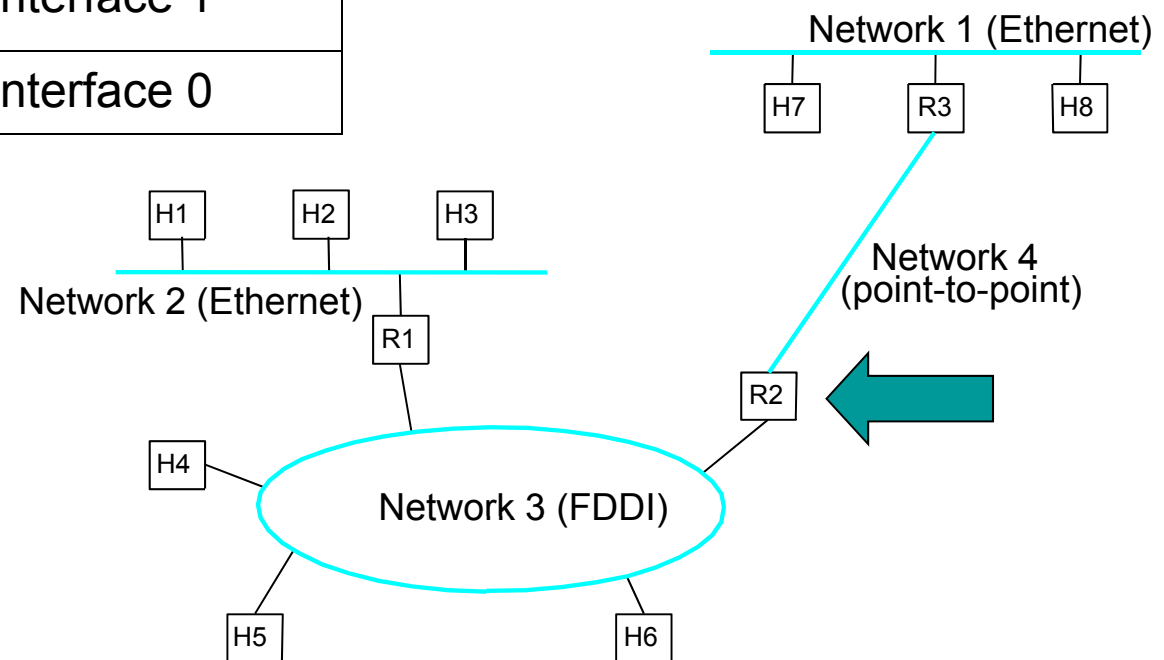 nterface 1
nterface 0
Network 1 (Ethernet)
H7
R3
H8
H1
H2
H3
Network 2 (Ethernet)
R1
Network 4
(point-to-point)
R2
H4
Network 3 (FDDI)
H5
H6